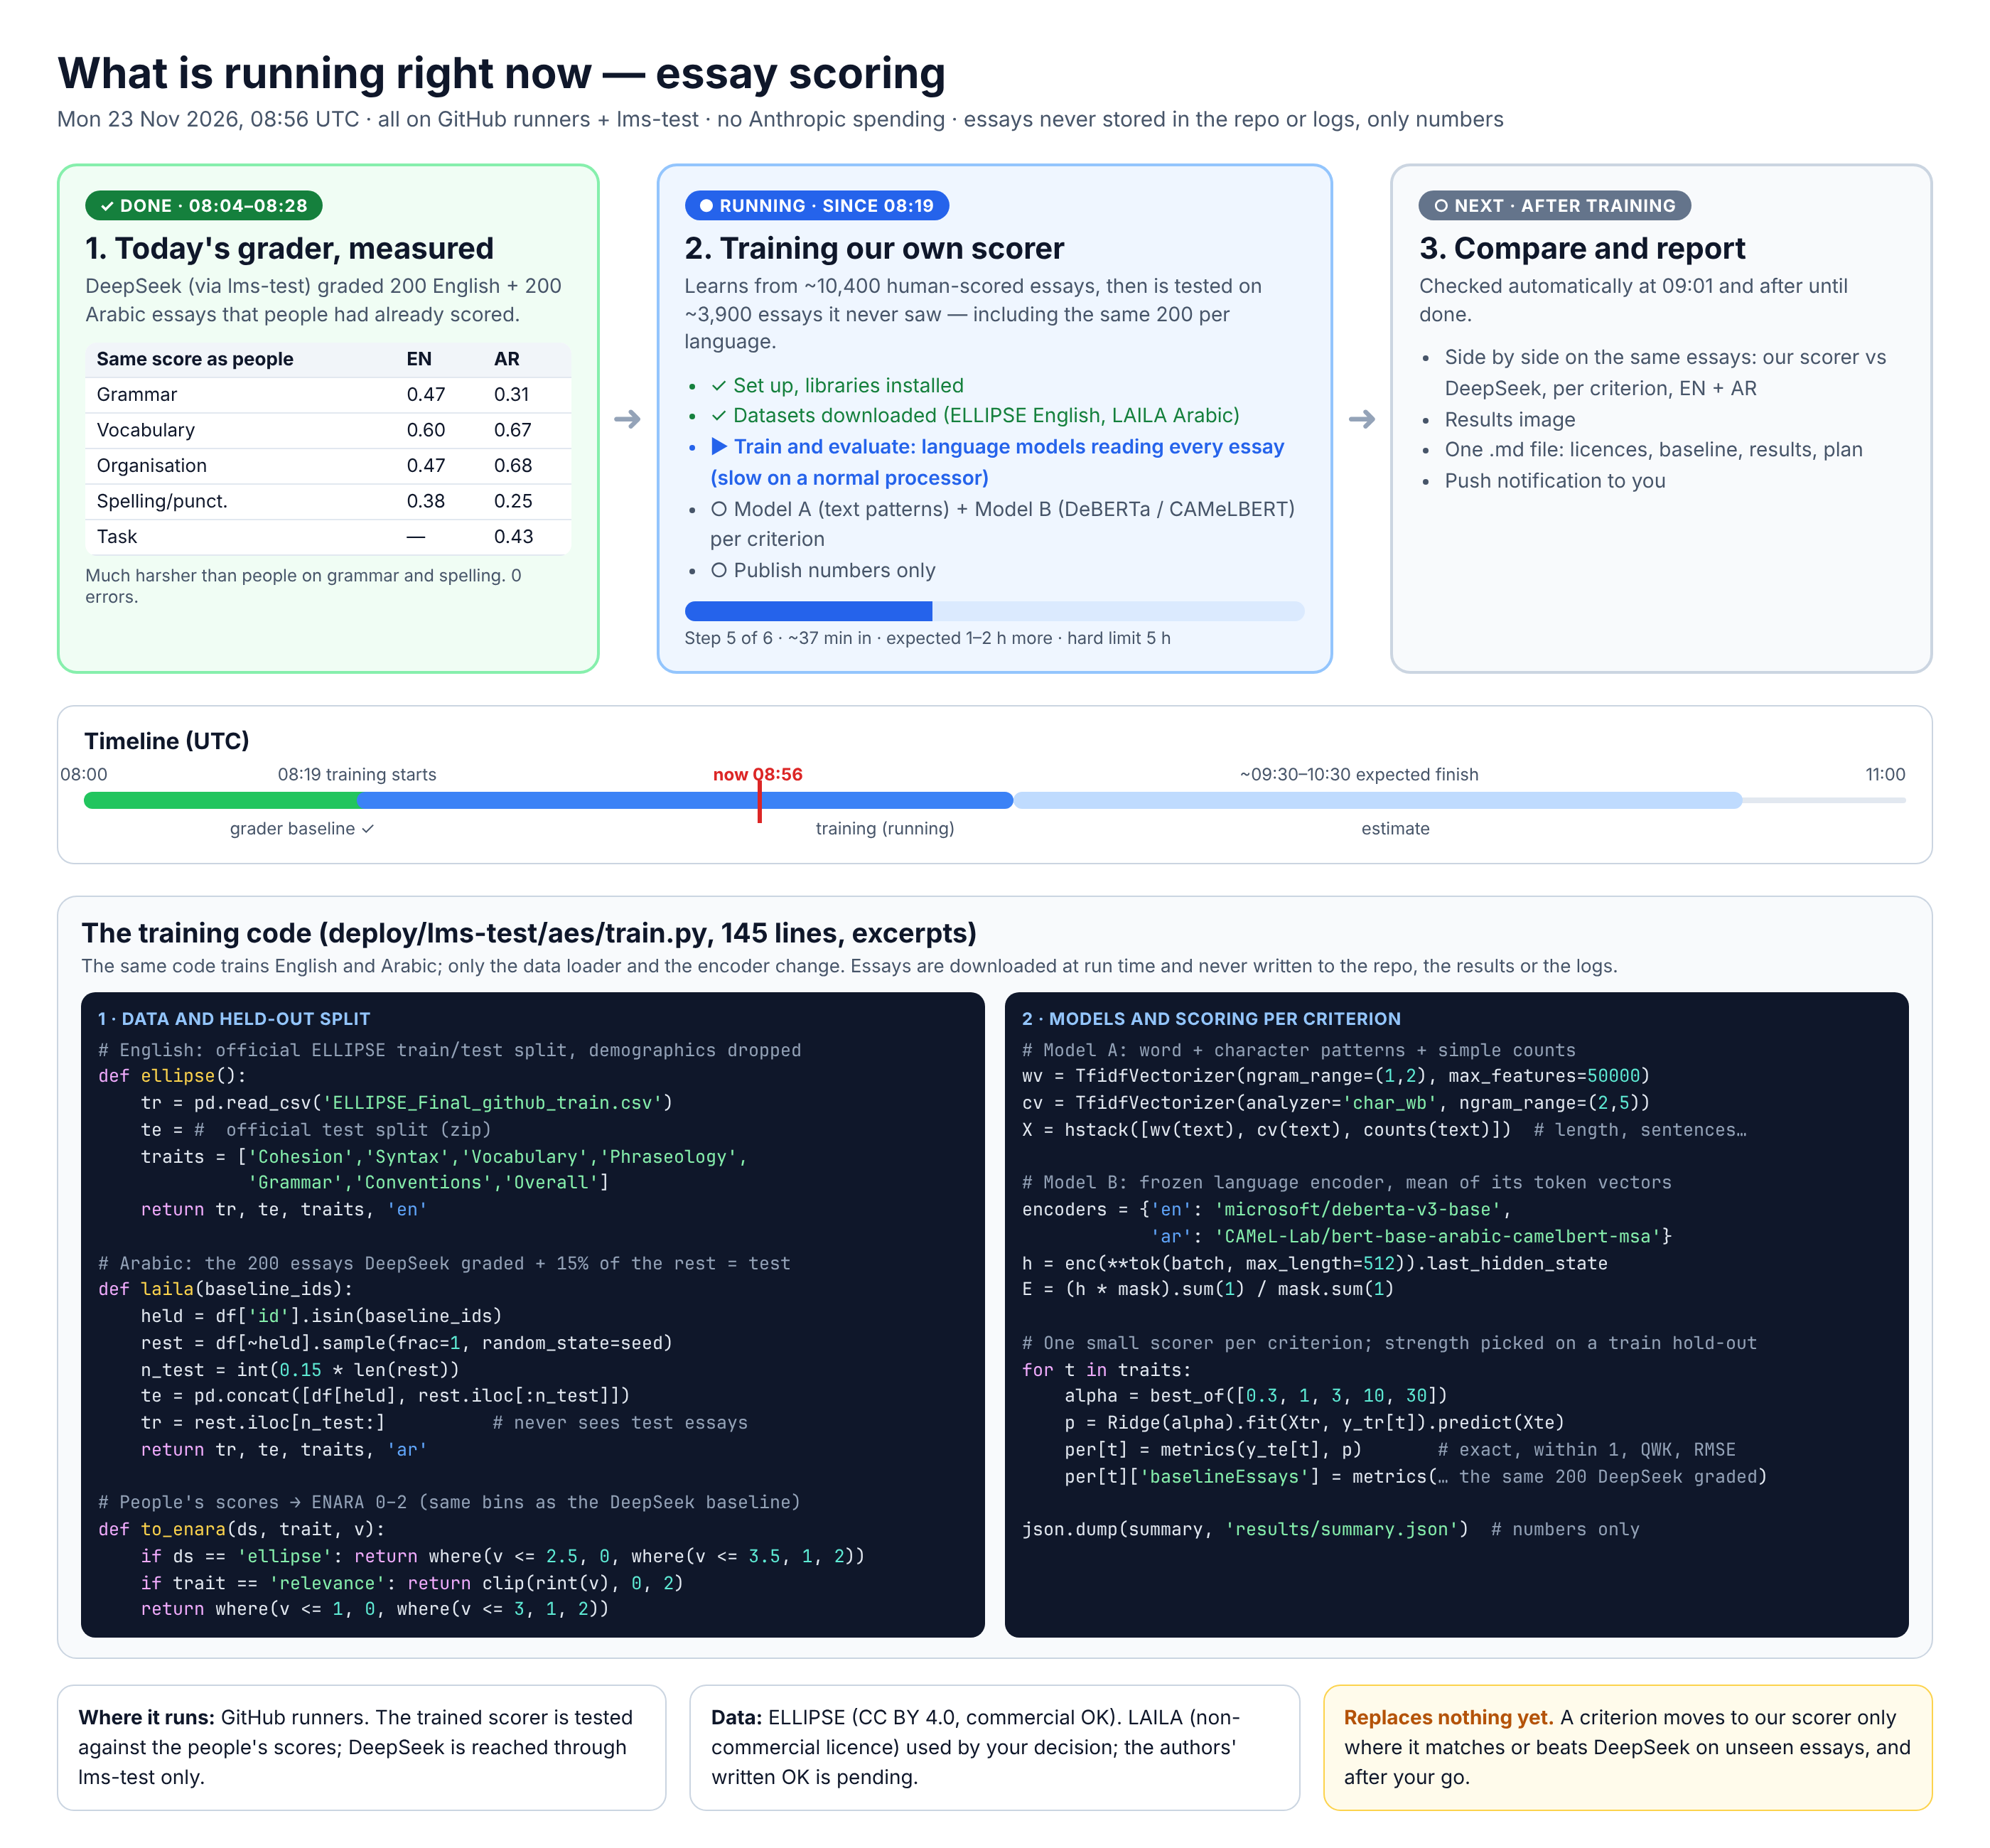 What is running right now — essay scoring
Mon 23 Nov 2026, 08:56 UTC · all on GitHub runners + lms-test · no Anthropic spending · essays never stored in the repo or logs, only numbers
✓ DONE · 08:04–08:28
1. Today's grader, measured
DeepSeek (via lms-test) graded 200 English + 200
Arabic essays that people had already scored.
Same score as people EN AR
Grammar 0.47 0.31
Vocabulary 0.60 0.67
Organisation 0.47 0.68
Spelling/punct. 0.38 0.25
Task — 0.43
Much harsher than people on grammar and spelling. 0
errors.
➜
● RUNNING · SINCE 08:19
2. Training our own scorer
Learns from ~10,400 human-scored essays, then is tested on
~3,900 essays it never saw — including the same 200 per
language.
• ✓ Set up, libraries installed
• ✓ Datasets downloaded (ELLIPSE English, LAILA Arabic)
• ▶ Train and evaluate: language models reading every essay
(slow on a normal processor)
• ○ Model A (text patterns) + Model B (DeBERTa / CAMeLBERT)
per criterion
• ○ Publish numbers only
Step 5 of 6 · ~37 min in · expected 1–2 h more · hard limit 5 h
➜
○ NEXT · AFTER TRAINING
3. Compare and report
Checked automatically at 09:01 and after until
done.
• Side by side on the same essays: our scorer vs
DeepSeek, per criterion, EN + AR
• Results image
• One .md file: licences, baseline, results, plan
• Push notification to you
Timeline (UTC)
08:00 08:19 training starts now 08:56 ~09:30–10:30 expected finish 11:00
grader baseline ✓ training (running) estimate
The training code (deploy/lms-test/aes/train.py, 145 lines, excerpts)
The same code trains English and Arabic; only the data loader and the encoder change. Essays are downloaded at run time and never written to the repo, the results or the logs.
1 · DATA AND HELD-OUT SPLIT
# English: official ELLIPSE train/test split, demographics dropped
def ellipse():
    tr = pd.read_csv('ELLIPSE_Final_github_train.csv')
    te = #  official test split (zip)
    traits = ['Cohesion','Syntax','Vocabulary','Phraseology',
              'Grammar','Conventions','Overall']
    return tr, te, traits, 'en'
# Arabic: the 200 essays DeepSeek graded + 15% of the rest = test
def laila(baseline_ids):
    held = df['id'].isin(baseline_ids)
    rest = df[~held].sample(frac=1, random_state=seed)
    n_test = int(0.15 * len(rest))
    te = pd.concat([df[held], rest.iloc[:n_test]])
    tr = rest.iloc[n_test:]          # never sees test essays
    return tr, te, traits, 'ar'
# People's scores → ENARA 0–2 (same bins as the DeepSeek baseline)
def to_enara(ds, trait, v):
    if ds == 'ellipse': return where(v <= 2.5, 0, where(v <= 3.5, 1, 2))
    if trait == 'relevance': return clip(rint(v), 0, 2)
    return where(v <= 1, 0, where(v <= 3, 1, 2))
2 · MODELS AND SCORING PER CRITERION
# Model A: word + character patterns + simple counts
wv = TfidfVectorizer(ngram_range=(1,2), max_features=50000)
cv = TfidfVectorizer(analyzer='char_wb', ngram_range=(2,5))
X = hstack([wv(text), cv(text), counts(text)])  # length, sentences…
# Model B: frozen language encoder, mean of its token vectors
encoders = {'en': 'microsoft/deberta-v3-base',
            'ar': 'CAMeL-Lab/bert-base-arabic-camelbert-msa'}
h = enc(**tok(batch, max_length=512)).last_hidden_state
E = (h * mask).sum(1) / mask.sum(1)
# One small scorer per criterion; strength picked on a train hold-out
for t in traits:
    alpha = best_of([0.3, 1, 3, 10, 30])
    p = Ridge(alpha).fit(Xtr, y_tr[t]).predict(Xte)
    per[t] = metrics(y_te[t], p)       # exact, within 1, QWK, RMSE
    per[t]['baselineEssays'] = metrics(… the same 200 DeepSeek graded)
json.dump(summary, 'results/summary.json')  # numbers only
Where it runs: GitHub runners. The trained scorer is tested
against the people's scores; DeepSeek is reached through
lms-test only.
Data: ELLIPSE (CC BY 4.0, commercial OK). LAILA (non-
commercial licence) used by your decision; the authors'
written OK is pending.
Replaces nothing yet. A criterion moves to our scorer only
where it matches or beats DeepSeek on unseen essays, and
after your go.